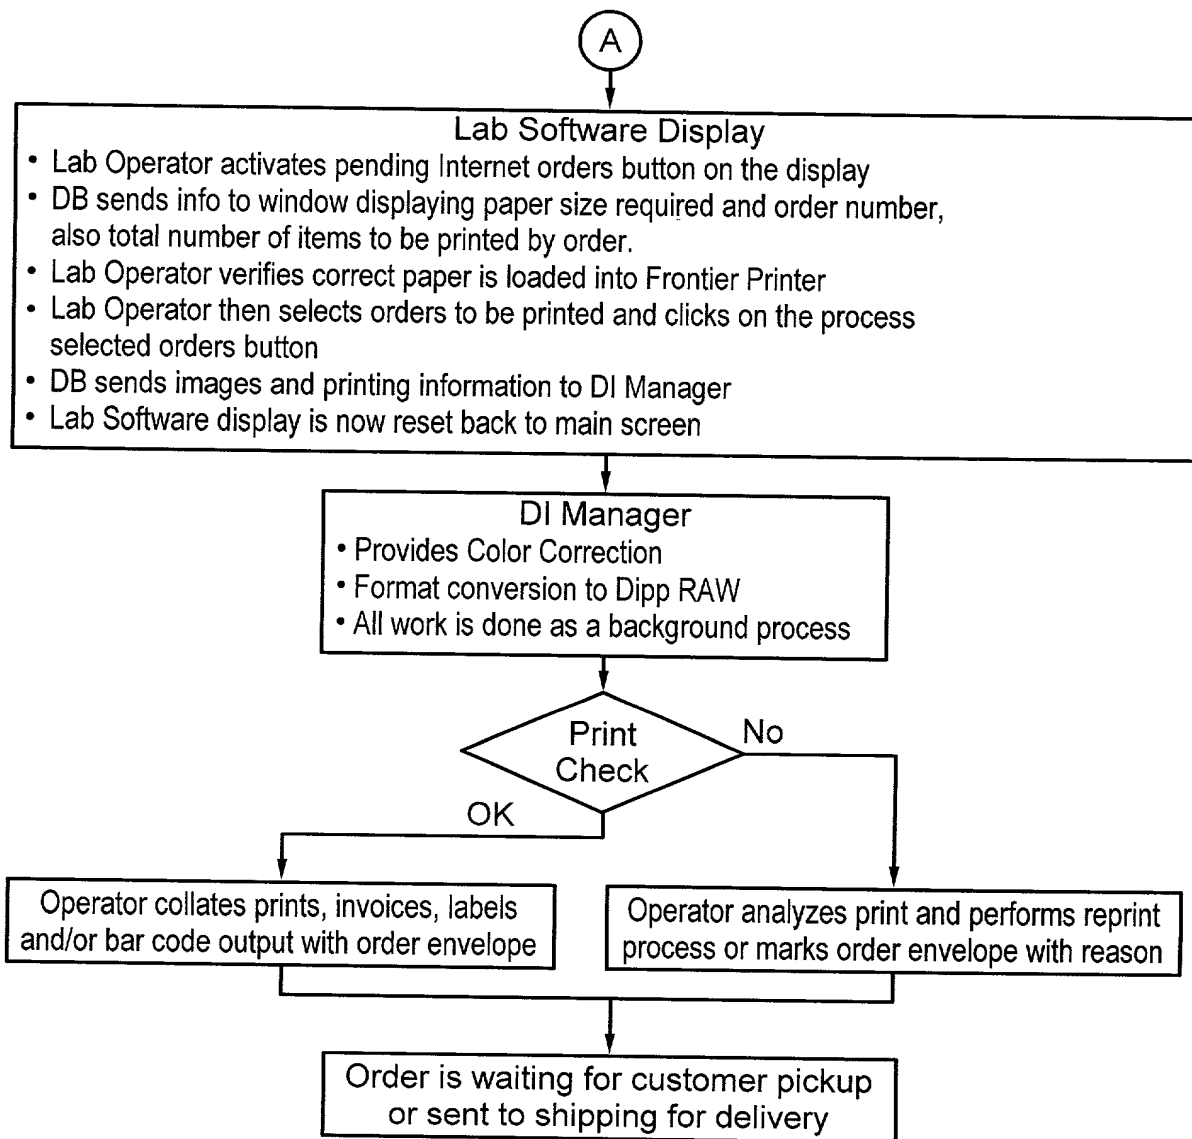 A
Lab Software Display
• Lab Operator activates pending Internet orders button on the display
• DB sends info to window displaying paper size required and order number,
also total number of items to be printed by order.
• Lab Operator verifies correct paper is loaded into Frontier Printer
• Lab Operator then selects orders to be printed and clicks on the process
selected orders button
• DB sends images and printing information to DI Manager
• Lab Software display is now reset back to main screen
DI Manager
• Provides Color Correction
• Format conversion to Dipp RAW
• All work is done as a background process
Print
Check
No
OK
Operator collates prints, invoices, labels
and/or bar code output with order envelope
Operator analyzes print and performs reprint
process or marks order envelope with reason
Order is waiting for customer pickup
or sent to shipping for delivery